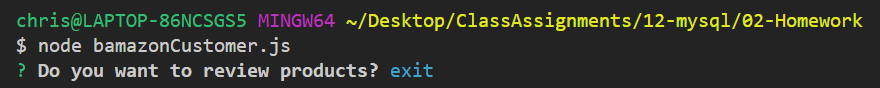 chris@LAPTOP-86NCSGS5 MINGW64 ~/Desktop/ClassAssignments/12-mysql/02-Homework
$ node bamazonCustomer.js
? Do you want to review products? exit